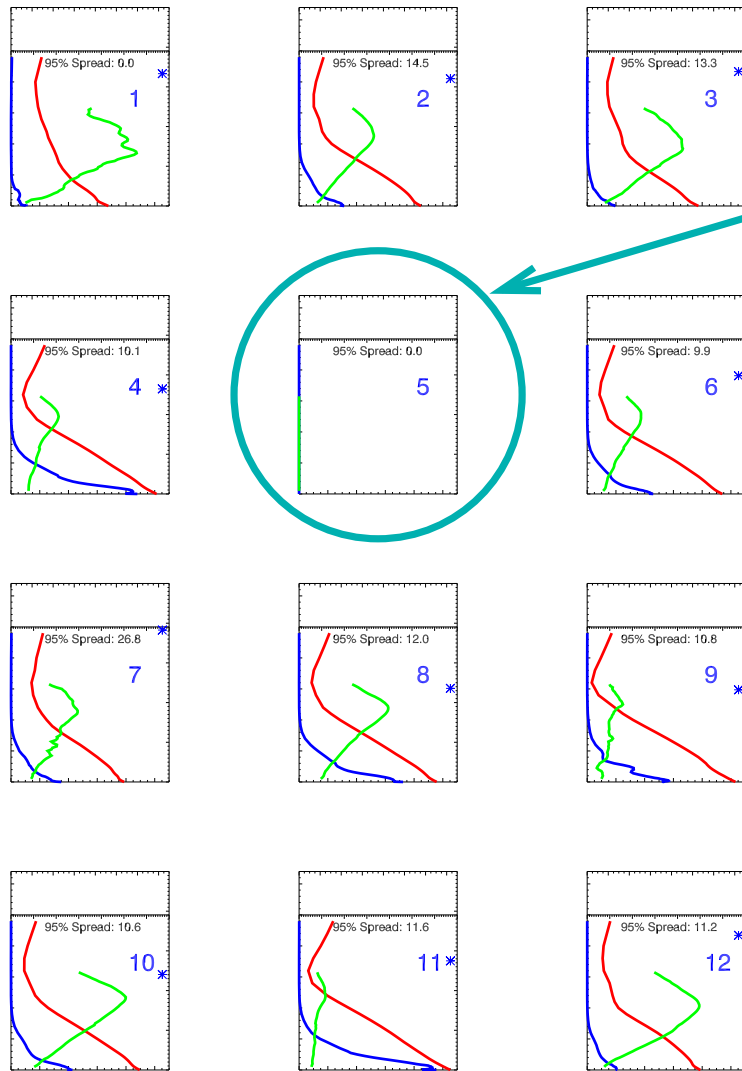 95% Spread: 0.0
1
95% Spread: 14.5
2
95% Spread: 13.3
3
95% Spread: 10.1
4
95% Spread: 0.0
5
95% Spread: 9.9
6
95% Spread: 26.8
7
95% Spread: 12.0
8
95% Spread: 10.8
9
95% Spread: 10.6
10
95% Spread: 11.6
11
95% Spread: 11.2
12